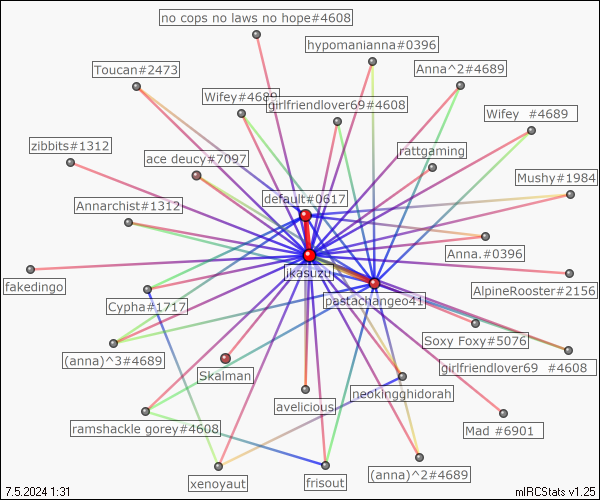 no cops no laws no hope#4608
hypomanianna#0396
Toucan#2473
Anna^2#4689
Wifey#4689
girlfriendlover69#4608
Wifey #4689
zibbits#1312
ace deucy#7097
rattgaming
Mushy#1984
default#0617
Annarchist#1312
Anna.#0396
jikasuzu
fakedingo
Cypha#1717
pastachangeo41
AlpineRooster#2156
Soxy Foxy#5076
(anna)^3#4689
Skalman
girlfriendlover69 #4608
neokingghidorah
avelicious
ramshackle gorey#4608
Mad #6901
(anna)^2#4689
xenoyaut
frisout
7.5.2024 1:31
mIRCStats v1.25